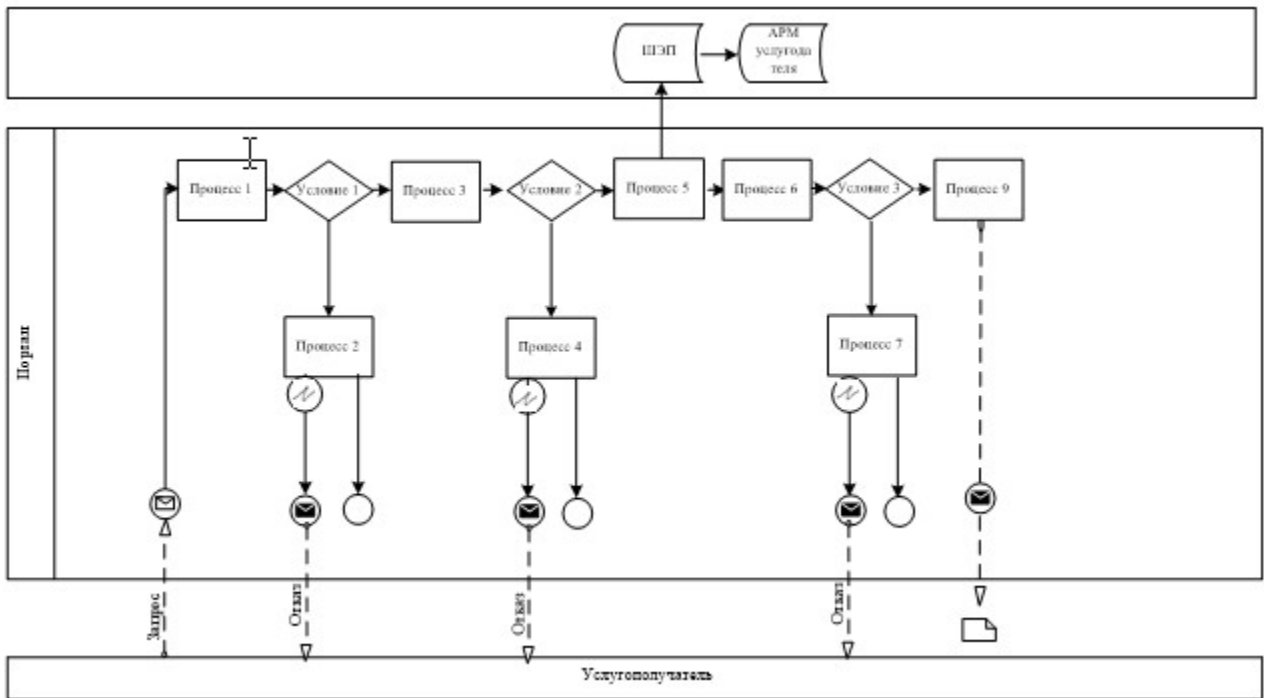 ШЭП
АРМ
услугода
теля
Процесс 1
Условие 1
Процесс 3
Условие 2
Процесс 5
Процесс 6
Условие 3
Процесс 9
Процесс 2
Процесс 4
Процесс 7
Портал
Запрос
Отказ
Отказ
Отказ
Услугополучатель